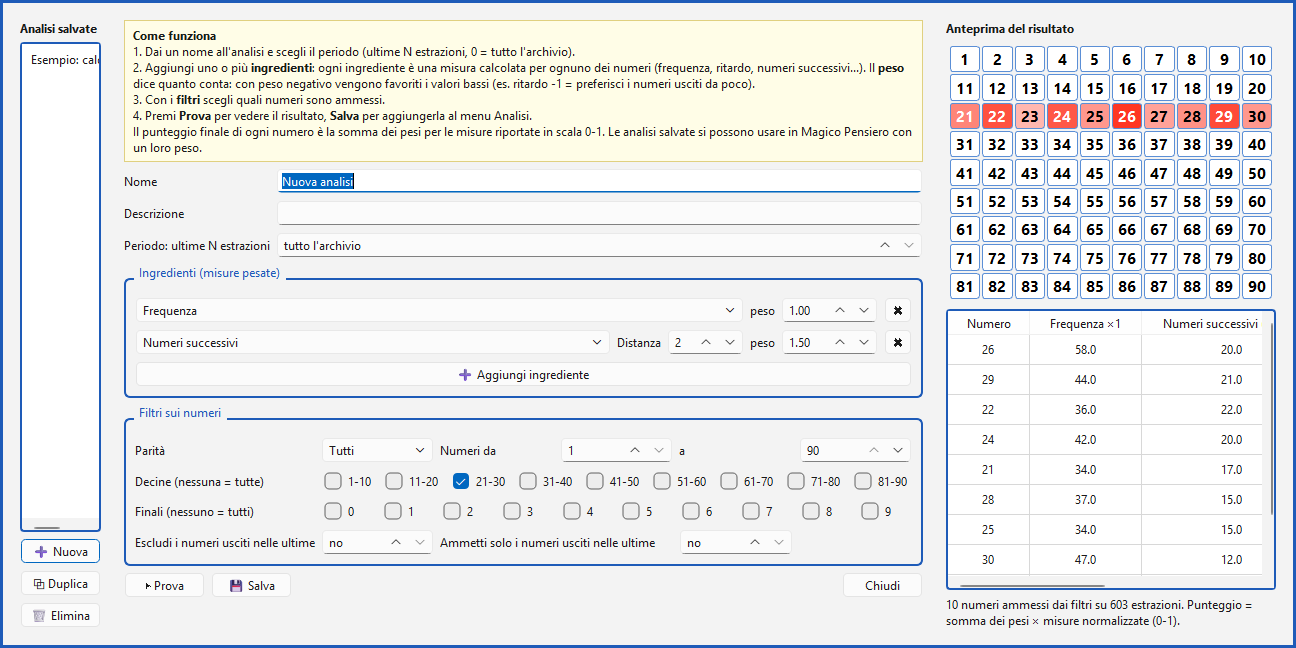 Analisi salvate
Esempio: cal
Nuova
Duplica
Elimina
Come funziona
1. Dai un nome all'analisi e scegli il periodo (ultime N estrazioni, 0 = tutto l'archivio).
2. Aggiungi uno o più ingredienti: ogni ingrediente è una misura calcolata per ognuno dei numeri (frequenza, ritardo, numeri successivi...). Il peso
dice quanto conta: con peso negativo vengono favoriti i valori bassi (es. ritardo -1 = preferisci i numeri usciti da poco).
3. Con i filtri scegli quali numeri sono ammessi.
4. Premi Prova per vedere il risultato, Salva per aggiungerla al menu Analisi.
Il punteggio finale di ogni numero è la somma dei pesi per le misure riportate in scala 0-1. Le analisi salvate si possono usare in Magico Pensiero con
un loro peso.
Nome Nuova analisi
Descrizione
Periodo: ultime N estrazioni tutto l'archivio
Ingredienti (misure pesate)
Frequenza peso 1.00
Numeri successivi Distanza 2 peso 1.50
Aggiungi ingrediente
Filtri sui numeri
Parità Tutti Numeri da 1 a 90
Decine (nessuna = tutte) 1-10 11-20 21-30 31-40 41-50 51-60 61-70 71-80 81-90
Finali (nessuno = tutti) 0 1 2 3 4 5 6 7 8 9
Escludi i numeri usciti nelle ultime no Ammetti solo i numeri usciti nelle ultime no
Prova Salva Chiudi
Anteprima del risultato
1 2 3 4 5 6 7 8 9 10
11 12 13 14 15 16 17 18 19 20
21 22 23 24 25 26 27 28 29 30
31 32 33 34 35 36 37 38 39 40
41 42 43 44 45 46 47 48 49 50
51 52 53 54 55 56 57 58 59 60
61 62 63 64 65 66 67 68 69 70
71 72 73 74 75 76 77 78 79 80
81 82 83 84 85 86 87 88 89 90
Numero Frequenza ×1 Numeri successivi
26 58.0 20.0
29 44.0 21.0
22 36.0 22.0
24 42.0 20.0
21 34.0 17.0
28 37.0 15.0
25 34.0 15.0
30 47.0 12.0
10 numeri ammessi dai filtri su 603 estrazioni. Punteggio =
somma dei pesi × misure normalizzate (0-1).